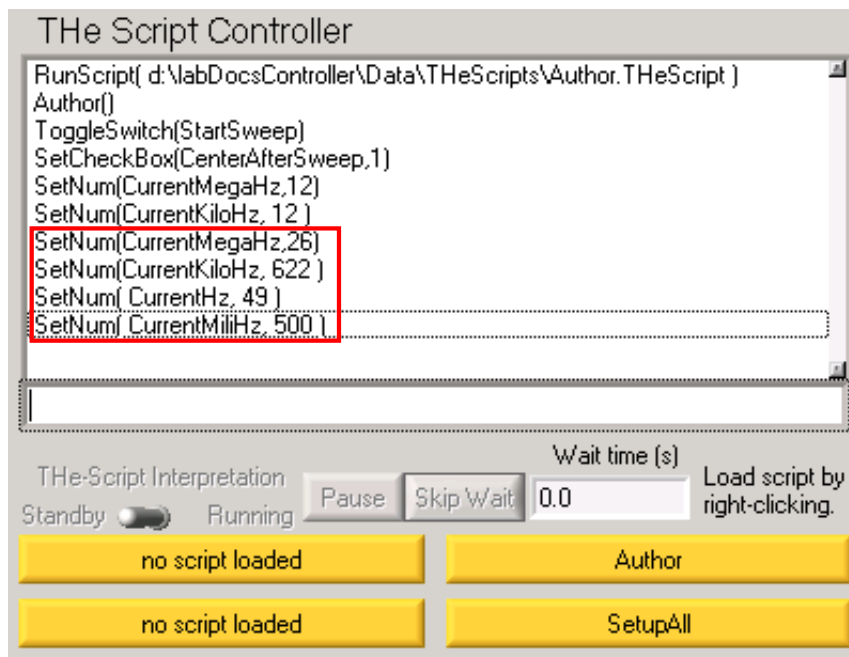 THe Script Controller
RunScript( d:\labDocsController\Data\THeScripts\Author.THeScript )
Author()
ToggleSwitch(StartSweep)
SetCheckBox(CenterAfterSweep,1)
SetNum(CurrentMegaHz,12)
SetNum(CurrentKiloHz, 12 )
SetNum(CurrentMegaHz,26)
SetNum(CurrentKiloHz, 622 )
SetNum( CurrentHz, 49 )
SetNum( CurrentMiliHz, 500 )
Wait time (s)
THe-Script Interpretation
Standby Running
Pause
Skip Wait
0.0
Load script by
right-clicking.
no script loaded
Author
no script loaded
SetupAll